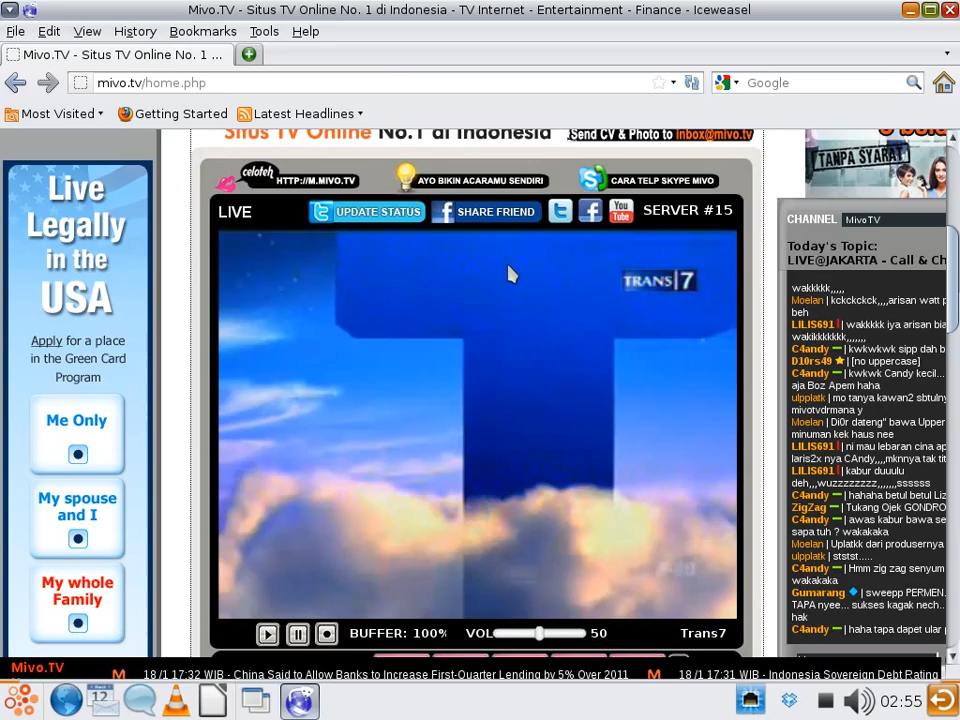 Mivo.TV - Situs TV Online No. 1 di Indonesia - TV Internet - Entertainment - Finance - Iceweasel
File Edit View History Bookmarks Tools Help
Mivo.TV - Situs TV Online No. 1 ...
mivo.tv/home.php
Google
Most Visited
Getting Started
Latest Headlines
Situs TV Online No.1 di Indonesia
Send CV & Photo to inbox@mivo.tv
TANPA SYARAT
celoteh HTTP://M.MIVO.TV
AYO BIKIN ACARAMU SENDIRI
CARA TELP SKYPE MIVO
LIVE
UPDATE STATUS
SHARE FRIEND
You Tube
SERVER #15
TRANS|7
BUFFER: 100%
VOL
50
Trans7
Live
Legally
in the
USA
Apply for a place
in the Green Card
Program
Me Only
My spouse
and I
My whole
Family
CHANNEL MivoTV
Today's Topic:
LIVE@JAKARTA - Call & Ch
wakkkkk,,,,,
Moelan | kckckckck,,,,arisan watt p
beh
LILIS691 | wakkkkk iya arisan bia
wakikkkkkkk,,,,,,,
C4andy | kwkwkwk sipp dah b
D10rs49 | [no uppercase]
C4andy | kwkwk Candy kecil...
aja Boz Apem haha
ulpplatk | mo tanya kawan2 sbtulny
mivotvdrmana y
Moelan | Di0r dateng" bawa Upper
minuman kek haus nee
LILIS691 | ni mau lebaran cina ap
laris2x nya CAndy,,,,mknnya tak tit
LILIS691 | kabur duuulu
deh,,,wuzzzzzzzz,,,,,,,ssssss
C4andy | hahaha betul betul Liz
ZigZag | Tukang Ojek GONDRO
C4andy | awas kabur bawa se
sapa tuh ? wakakaka
Moelan | Uplatkk dari produsernya
ulpplatk | ststst.....
C4andy | Hmm zig zag senyum
wakakaka
Gumarang | sweepp PERMEN.
TAPA nyee... sukses kagak nech..
hak
C4andy | haha tapa dapet ular
Mivo.TV
18/1 17:32 WIB - China Said to Allow Banks to Increase First-Quarter Lending by 5% Over 2011
18/1 17:31 WIB - Indonesia Sovereign Debt Rating
12
02:55